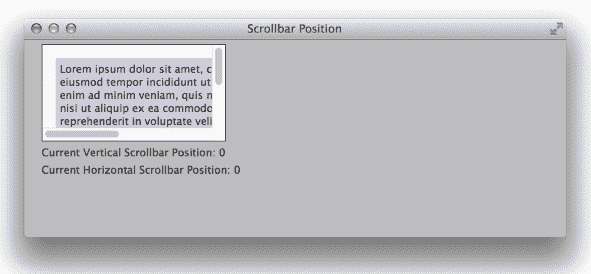 Scrollbar Position
Lorem ipsum dolor sit amet, c
eiusmod tempor incididunt ut
enim ad minim veniam, quis n
nisi ut aliquip ex ea commodo
reprehenderit in voluptate veli
Current Vertical Scrollbar Position: 0
Current Horizontal Scrollbar Position: 0